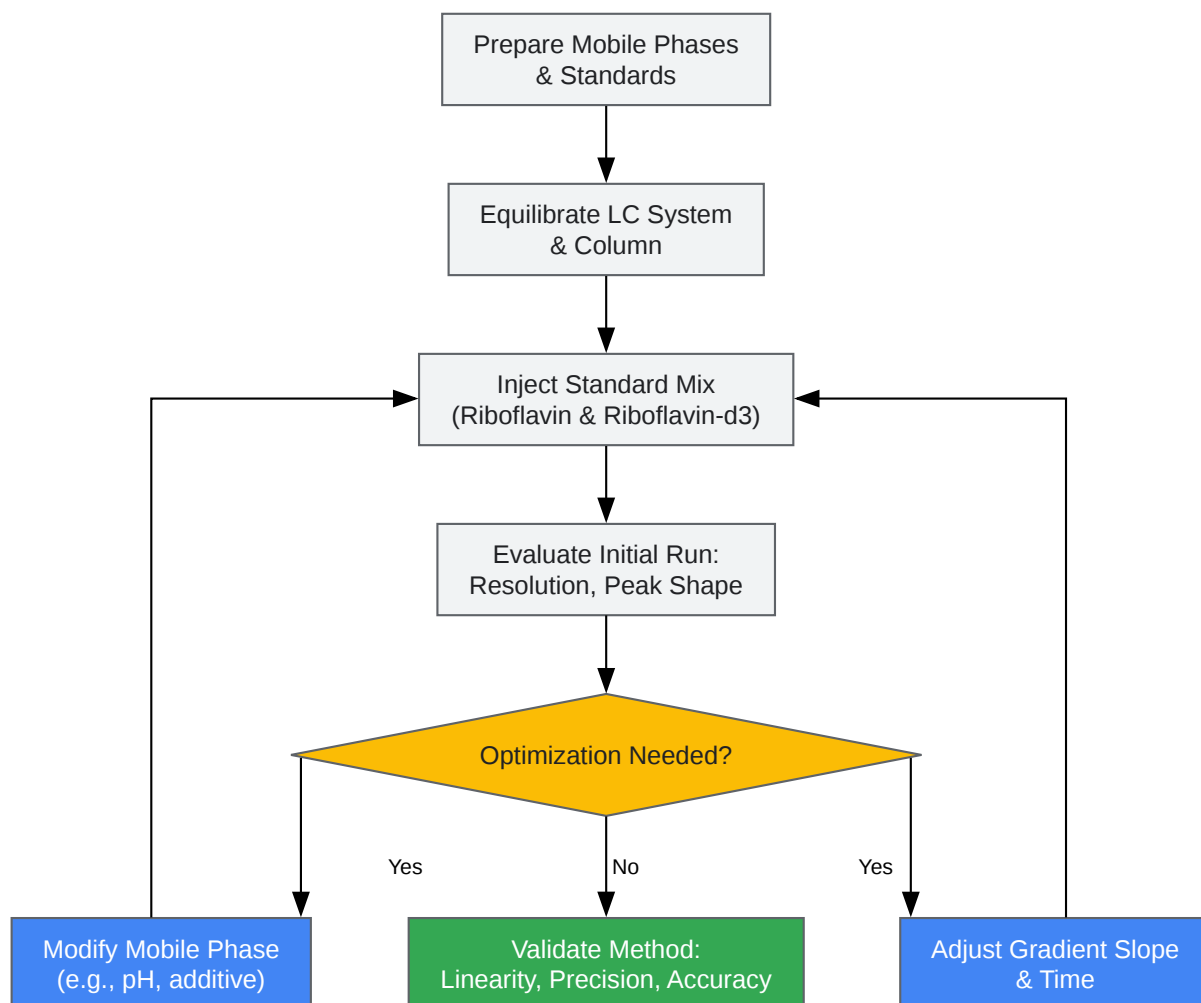 Prepare Mobile Phases
& Standards
Equilibrate LC System
& Column
Inject Standard Mix
(Riboflavin & Riboflavin-d3)
Evaluate Initial Run:
Resolution, Peak Shape
Optimization Needed?
Yes
No
Yes
Modify Mobile Phase
(e.g., pH, additive)
Validate Method:
Linearity, Precision, Accuracy
Adjust Gradient Slope
& Time